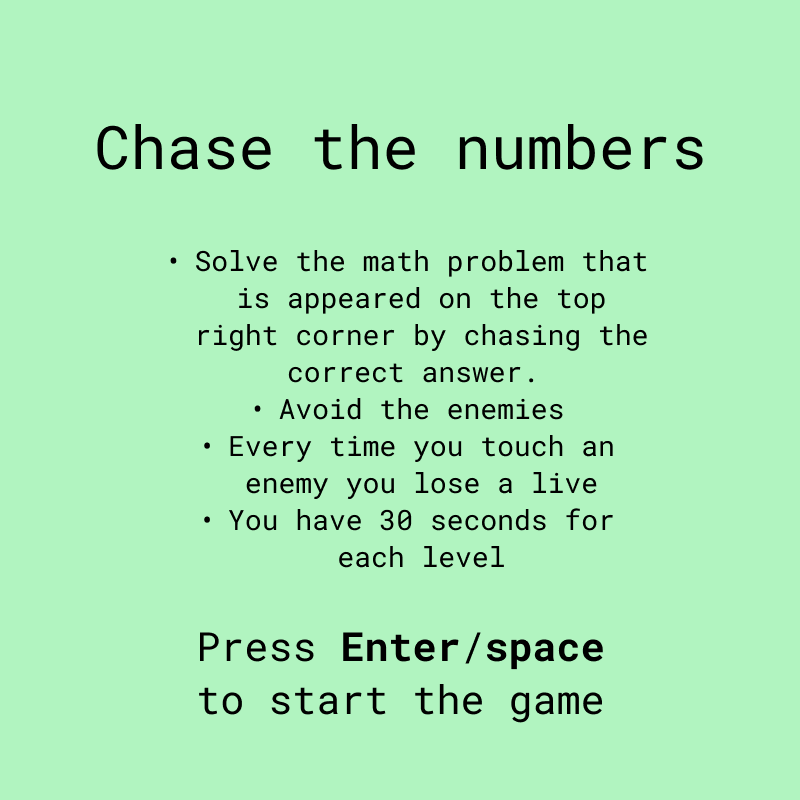 Chase the numbers
• Solve the math problem that
is appeared on the top
right corner by chasing the
correct answer.
• Avoid the enemies
• Every time you touch an
enemy you lose a live
• You have 30 seconds for
each level
Press Enter/space
to start the game